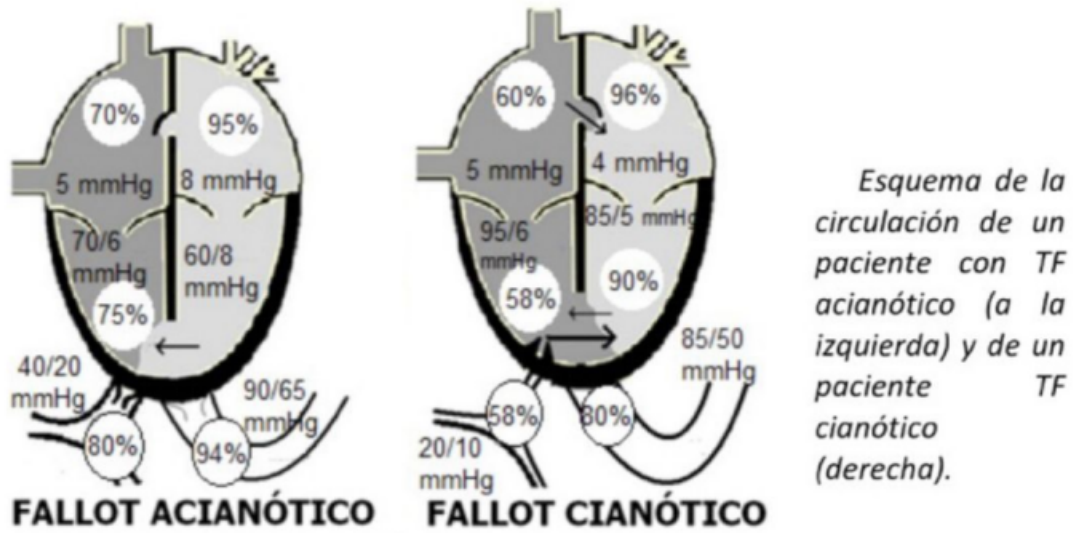 70%
95%
5 mmHg
8 mmHg
70/6
mmHg
60/8
mmHg
75%
40/20
mmHg
90/65
mmHg
80%
94%
FALLOT ACIANÓTICO
60%
96%
5 mmHg
4 mmHg
95/6
mmHg
85/5 mmHg
58%
90%
85/50
mmHg
58%
80%
20/10
mmHg
FALLOT CIANÓTICO
Esquema de la
circulación de un
paciente con TF
acianótico (a la
izquierda) y de un
paciente TF
cianótico
(derecha).